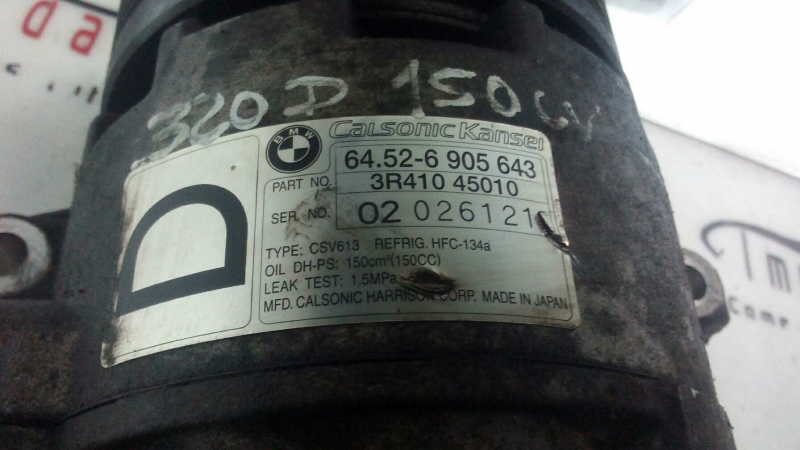 320D 150cv
BMW
Calsonic Kansei
64.52-6 905 643
PART NO. 3R410 45010
SER. NO. 02 026121
D
TYPE: CSV613 REFRIG. HFC-134a
OIL DH-PS: 150cm³(150CC)
LEAK TEST: 1.5MPa
MFD. CALSONIC HARRISON CORP. MADE IN JAPAN